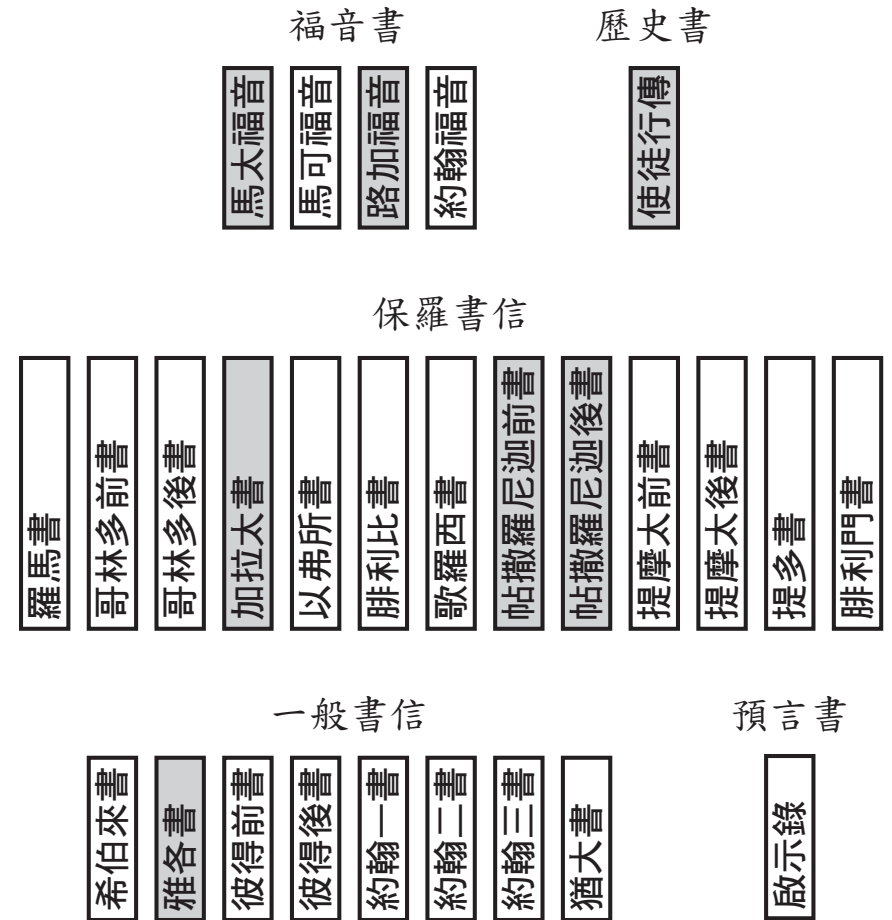 福音書
歷史書
馬太福音
馬可福音
路加福音
約翰福音
使徒行傳
保羅書信
羅馬書
哥林多前書
哥林多後書
加拉太書
以弗所書
腓利比書
歌羅西書
帖撒羅尼迦前書
帖撒羅尼迦後書
提摩太前書
提摩太後書
提多書
腓利門書
一般書信
預言書
希伯來書
雅各書
彼得前書
彼得後書
約翰一書
約翰二書
約翰三書
猶大書
啟示錄